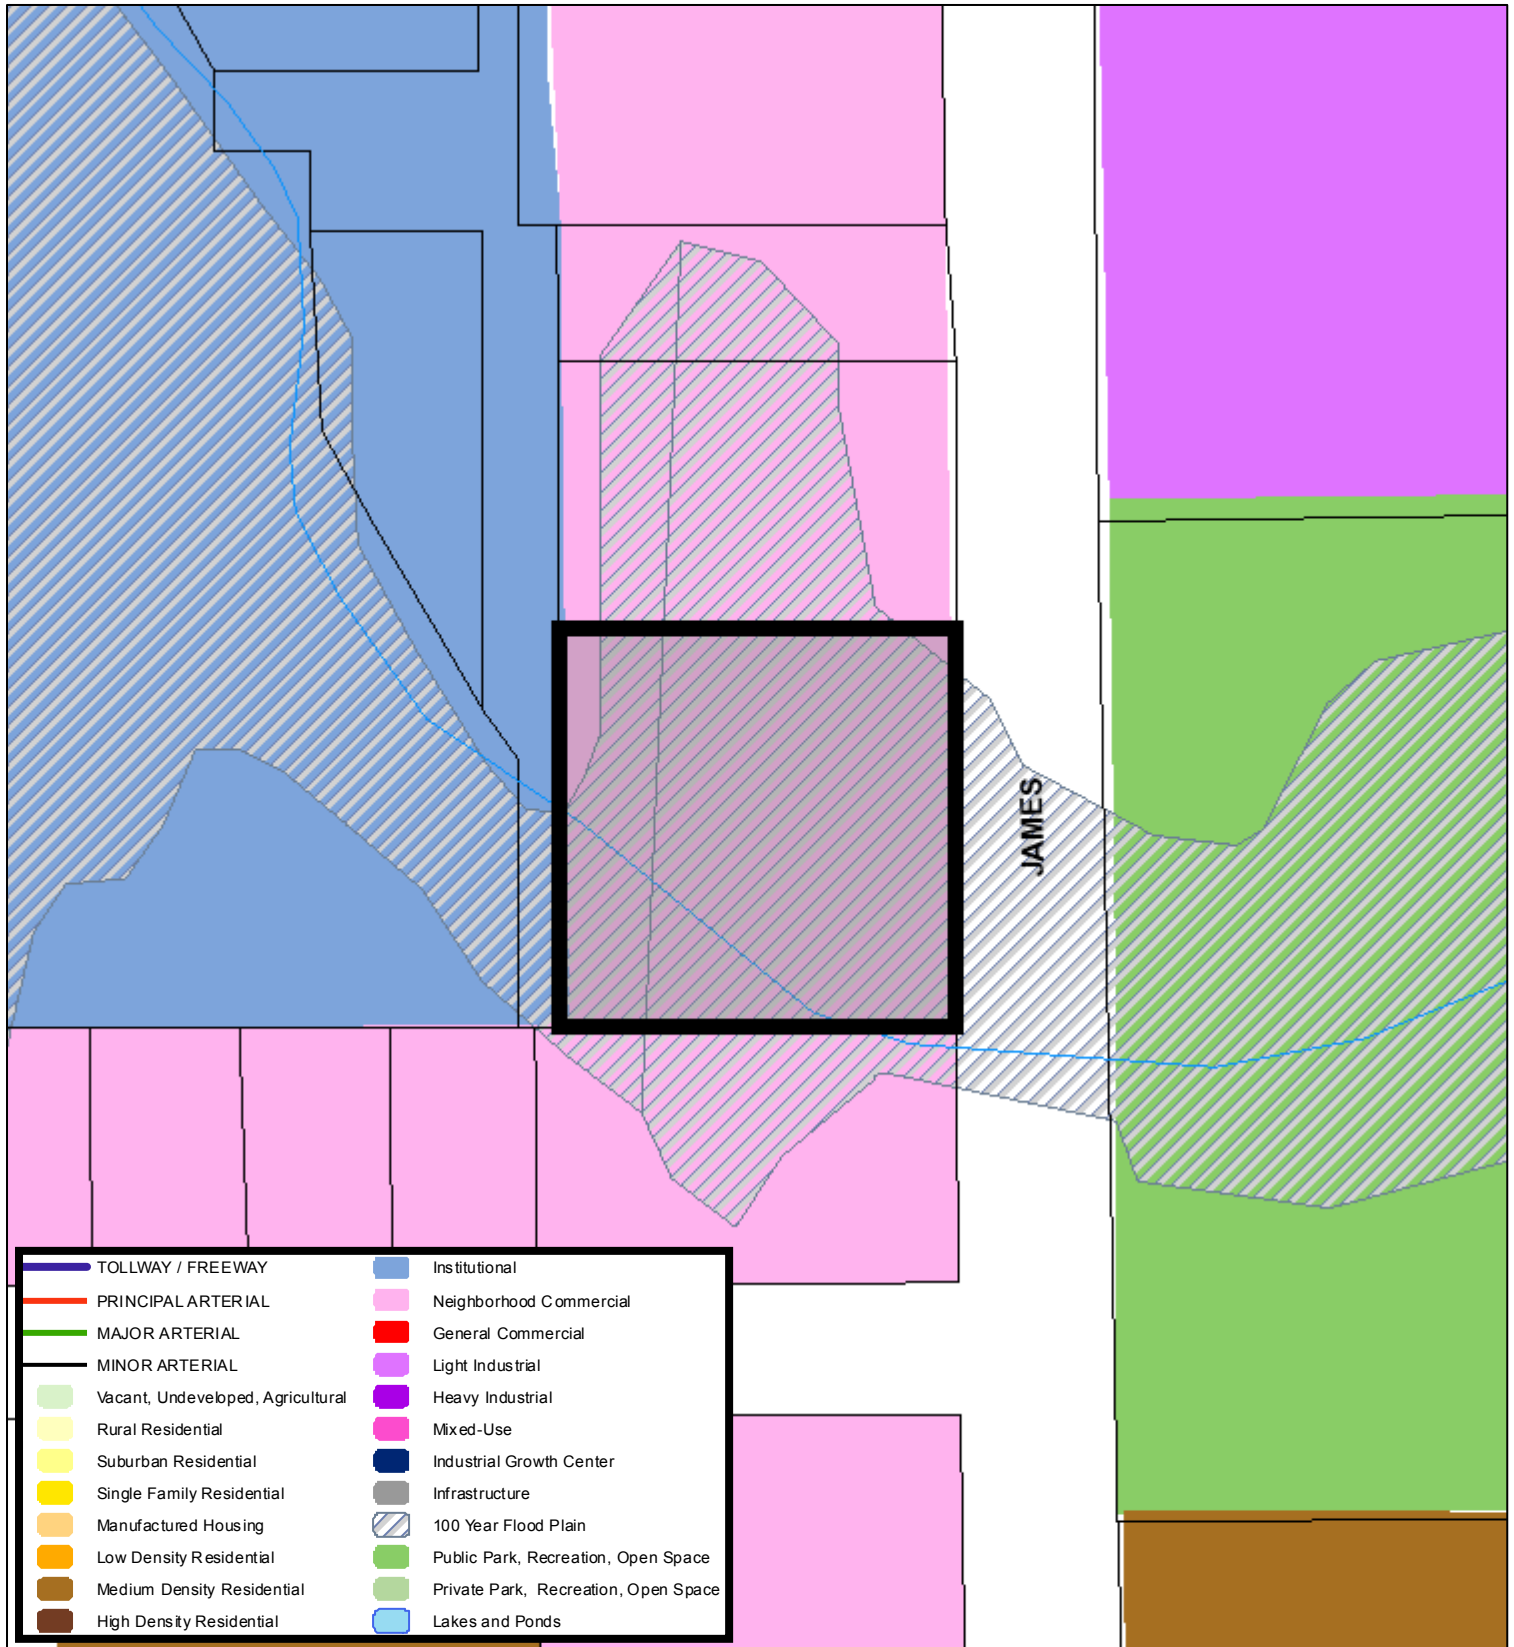 JAMES
TOLLWAY / FREEWAY
PRINCIPAL ARTERIAL
MAJOR ARTERIAL
MINOR ARTERIAL
Vacant, Undeveloped, Agricultural
Rural Residential
Suburban Residential
Single Family Residential
Manufactured Housing
Low Density Residential
Medium Density Residential
High Density Residential
Institutional
Neighborhood Commercial
General Commercial
Light Industrial
Heavy Industrial
Mixed-Use
Industrial Growth Center
Infrastructure
100 Year Flood Plain
Public Park, Recreation, Open Space
Private Park, Recreation, Open Space
Lakes and Ponds